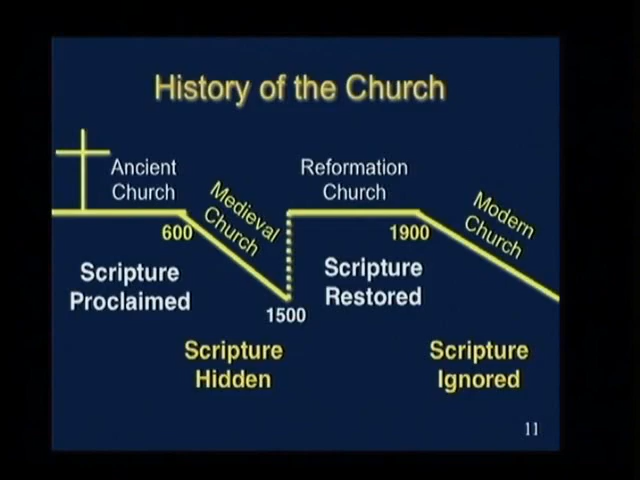 History of the Church
Ancient
Church
Medieval
Church
Reformation
Church
Modern
Church
600
1900
Scripture
Proclaimed
Scripture
Restored
1500
Scripture
Hidden
Scripture
Ignored
11